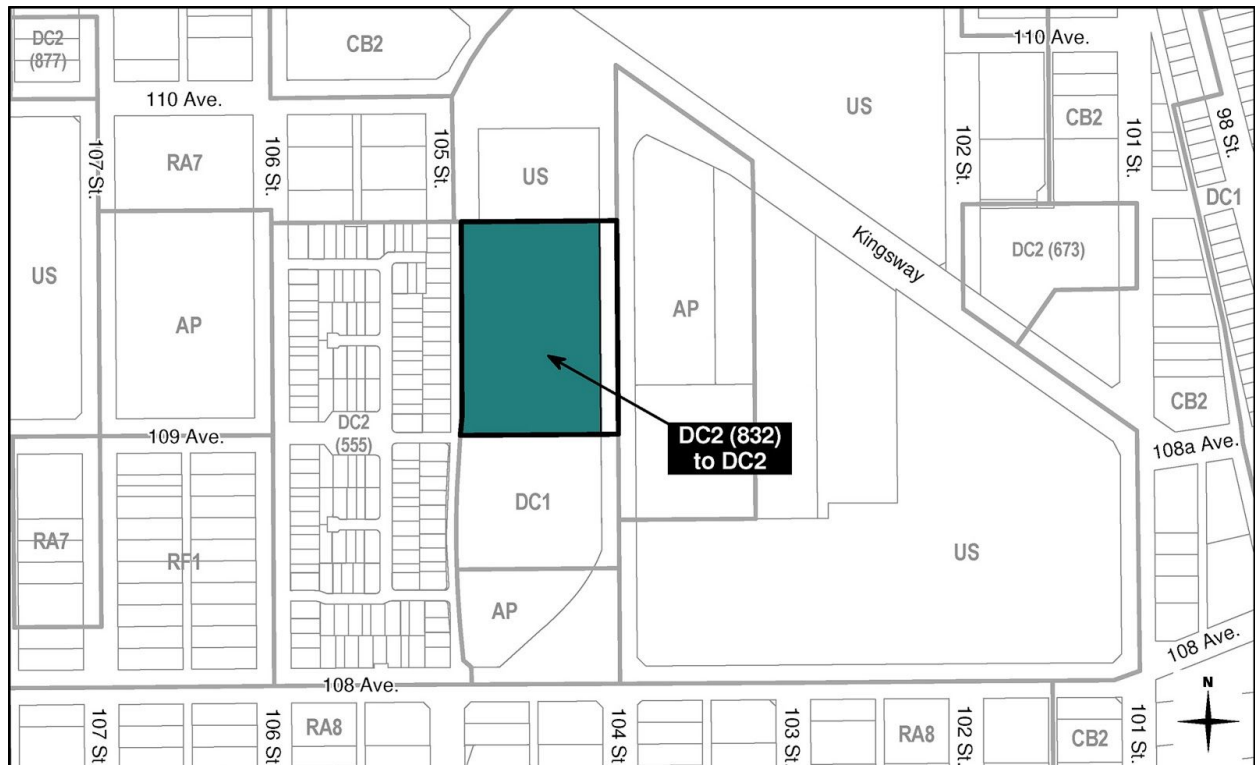 DC2
(877)
CB2
110 Ave.
110 Ave.
US
CB2
107 St.
RA7
106 St.
105 St.
US
102 St.
101 St.
98 St.
DC1
US
AP
AP
Kingsway
DC2 (673)
DC2 (832)
to DC2
DC2
(555)
CB2
109 Ave.
108a Ave.
DC1
RA7
RF1
US
AP
108 Ave.
108 Ave.
N
107 St.
106 St.
RA8
104 St.
103 St.
RA8
102 St.
CB2
101 St.